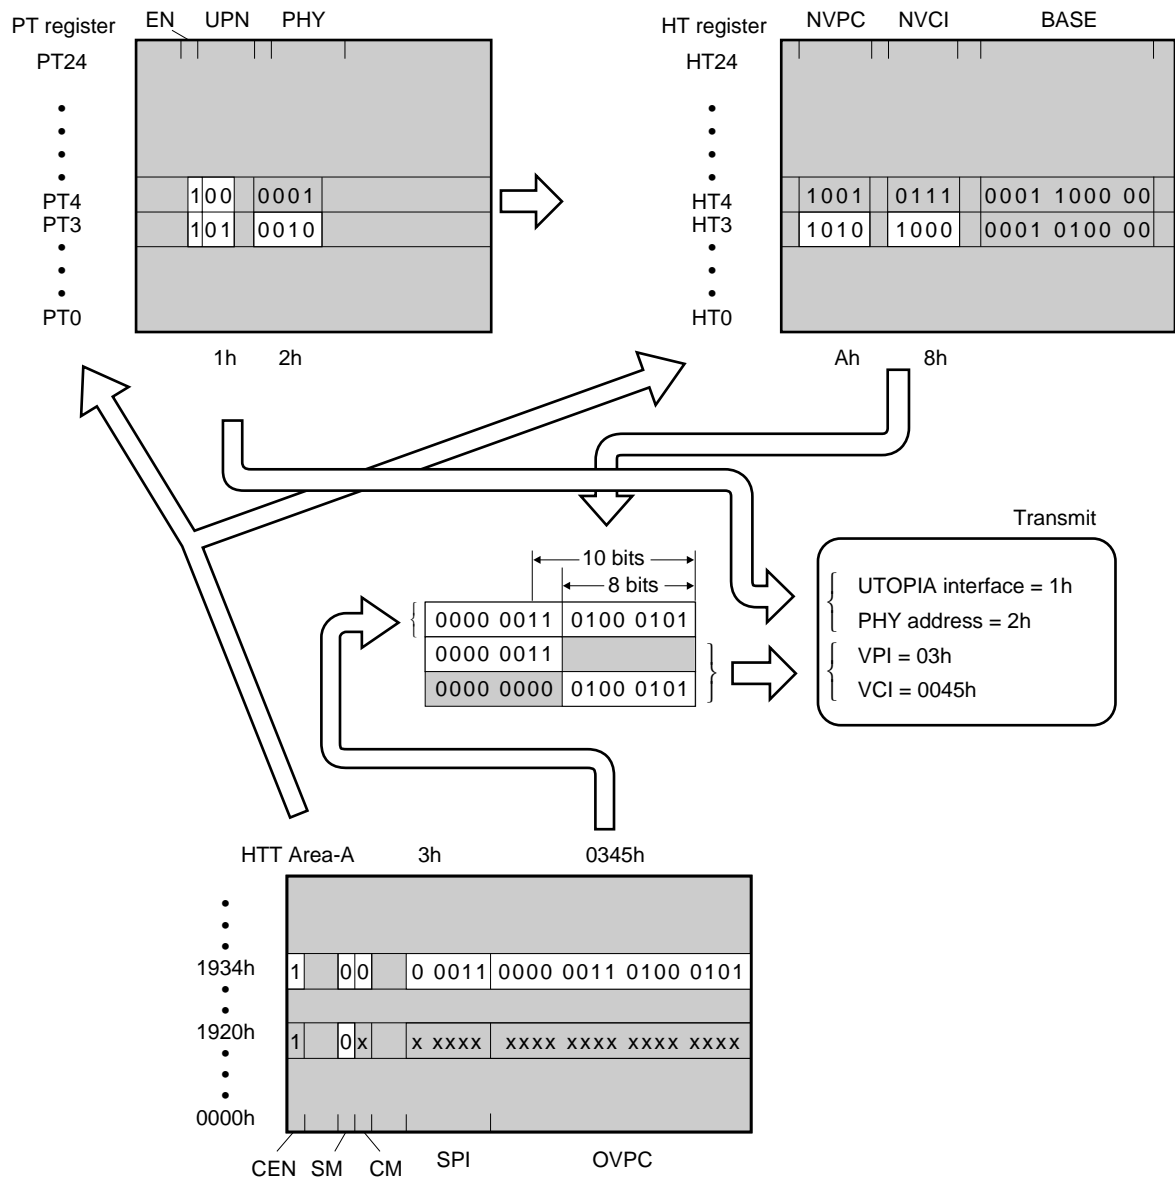 PT register EN UPN PHY
PT24
PT4 1 00 0001
PT3 1 01 0010
PT0
1h 2h
HT register NVPC NVCI BASE
HT24
HT4 1001 0111 0001 1000 00
HT3 1010 1000 0001 0100 00
HT0
Ah 8h
10 bits
8 bits
0000 0011 0100 0101
0000 0011
0000 0000 0100 0101
Transmit
UTOPIA interface = 1h
PHY address = 2h
VPI = 03h
VCI = 0045h
HTT Area-A 3h 0345h
1934h 1 0 0 0 0011 0000 0011 0100 0101
1920h 1 0 x x xxxx xxxx xxxx xxxx xxxx
0000h
CEN SM CM SPI OVPC